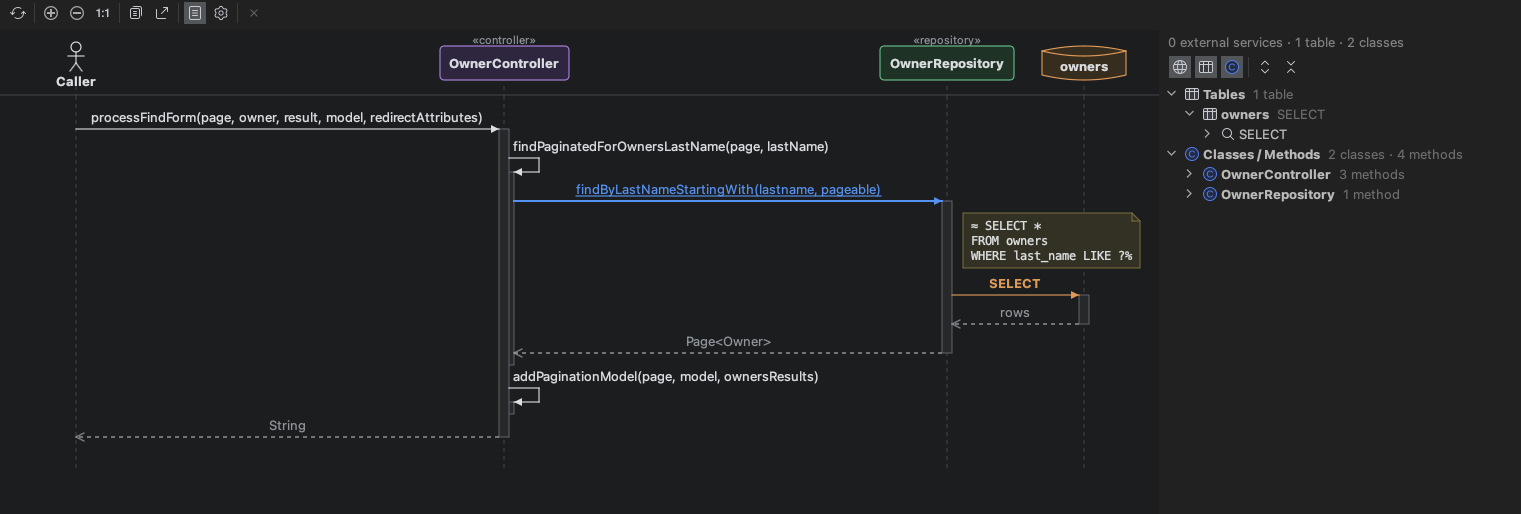 1:1
«controller»
«repository»
OwnerController
OwnerRepository
owners
Caller
processFindForm(page, owner, result, model, redirectAttributes)
findPaginatedForOwnersLastName(page, lastName)
findByLastNameStartingWith(lastname, pageable)
≈ SELECT *
FROM owners
WHERE last_name LIKE ?%
SELECT
rows
Page<Owner>
addPaginationModel(page, model, ownersResults)
String
0 external services · 1 table · 2 classes
Tables 1 table
owners SELECT
SELECT
Classes / Methods 2 classes · 4 methods
OwnerController 3 methods
OwnerRepository 1 method